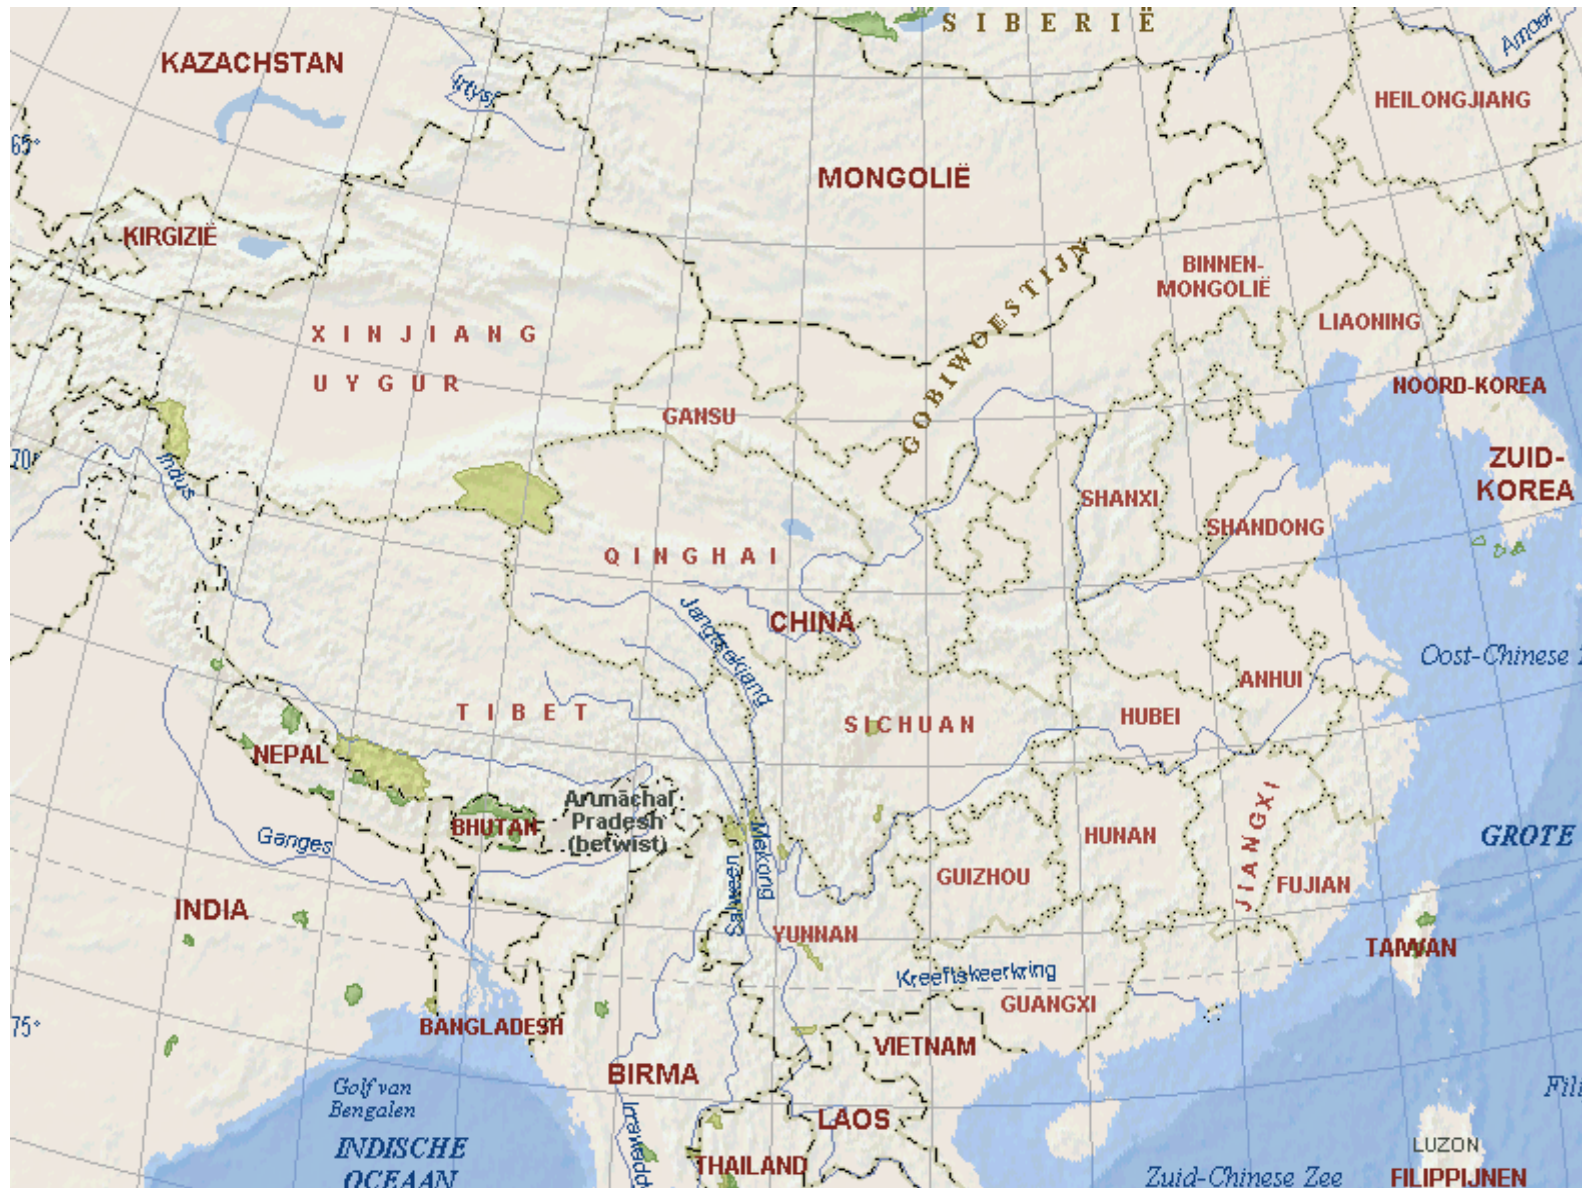 SIBERIË
Amoer
KAZACHSTAN
Irtysj
HEILONGJIANG
65°
MONGOLIË
KIRGIZIË
BINNEN-
MONGOLIË
GOBIWOESTIJN
XINJIANG
UYGUR
LIAONING
NOORD-KOREA
GANSU
70°
Indus
ZUID-
KOREA
SHANXI
SHANDONG
QINGHAI
Jangtsekiang
CHINA
Oost-Chinese
ANHUI
TIBET
SICHUAN
HUBEI
NEPAL
Arunāchal
Pradesh
(betwist)
BHUTAN
Ganges
Salween
Mekong
HUNAN
JIANGXI
GROTE
GUIZHOU
FUJIAN
INDIA
YUNNAN
TAIWAN
Kreeftskeerkring
GUANGXI
75°
BANGLADESH
VIETNAM
BIRMA
Golf van
Bengalen
LAOS
INDISCHE
OCEAAN
THAILAND
LUZON
Zuid-Chinese Zee
FILIPPIJNEN